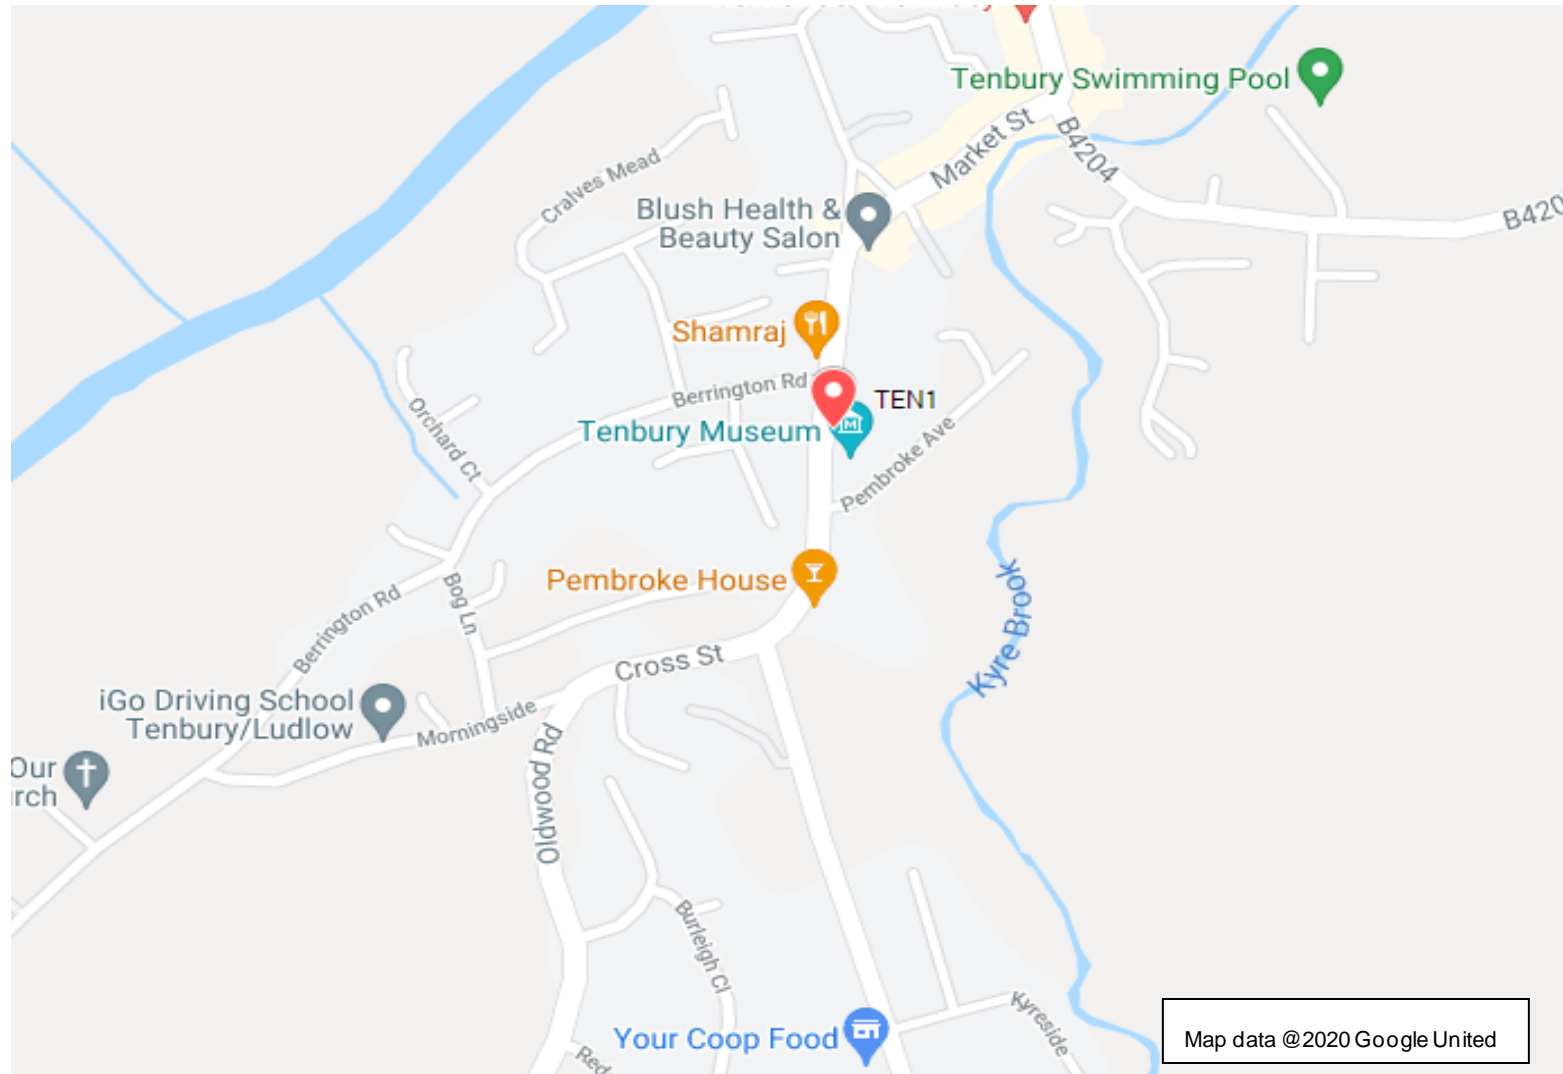 Tenbury Swimming Pool
Market St
B4204
B420
Cralves Mead
Blush Health &
Beauty Salon
Shamraj
Berrington Rd
TEN1
Tenbury Museum
Orchard Ct
Pembroke Ave
Pembroke House
Bog Ln
Berrington Rd
Kyre Brook
Cross St
iGo Driving School
Tenbury/Ludlow
Morningside
Oldwood Rd
Our
rch
Burleigh Cl
Kyreside
Your Coop Food
Red
Map data @2020 Google United